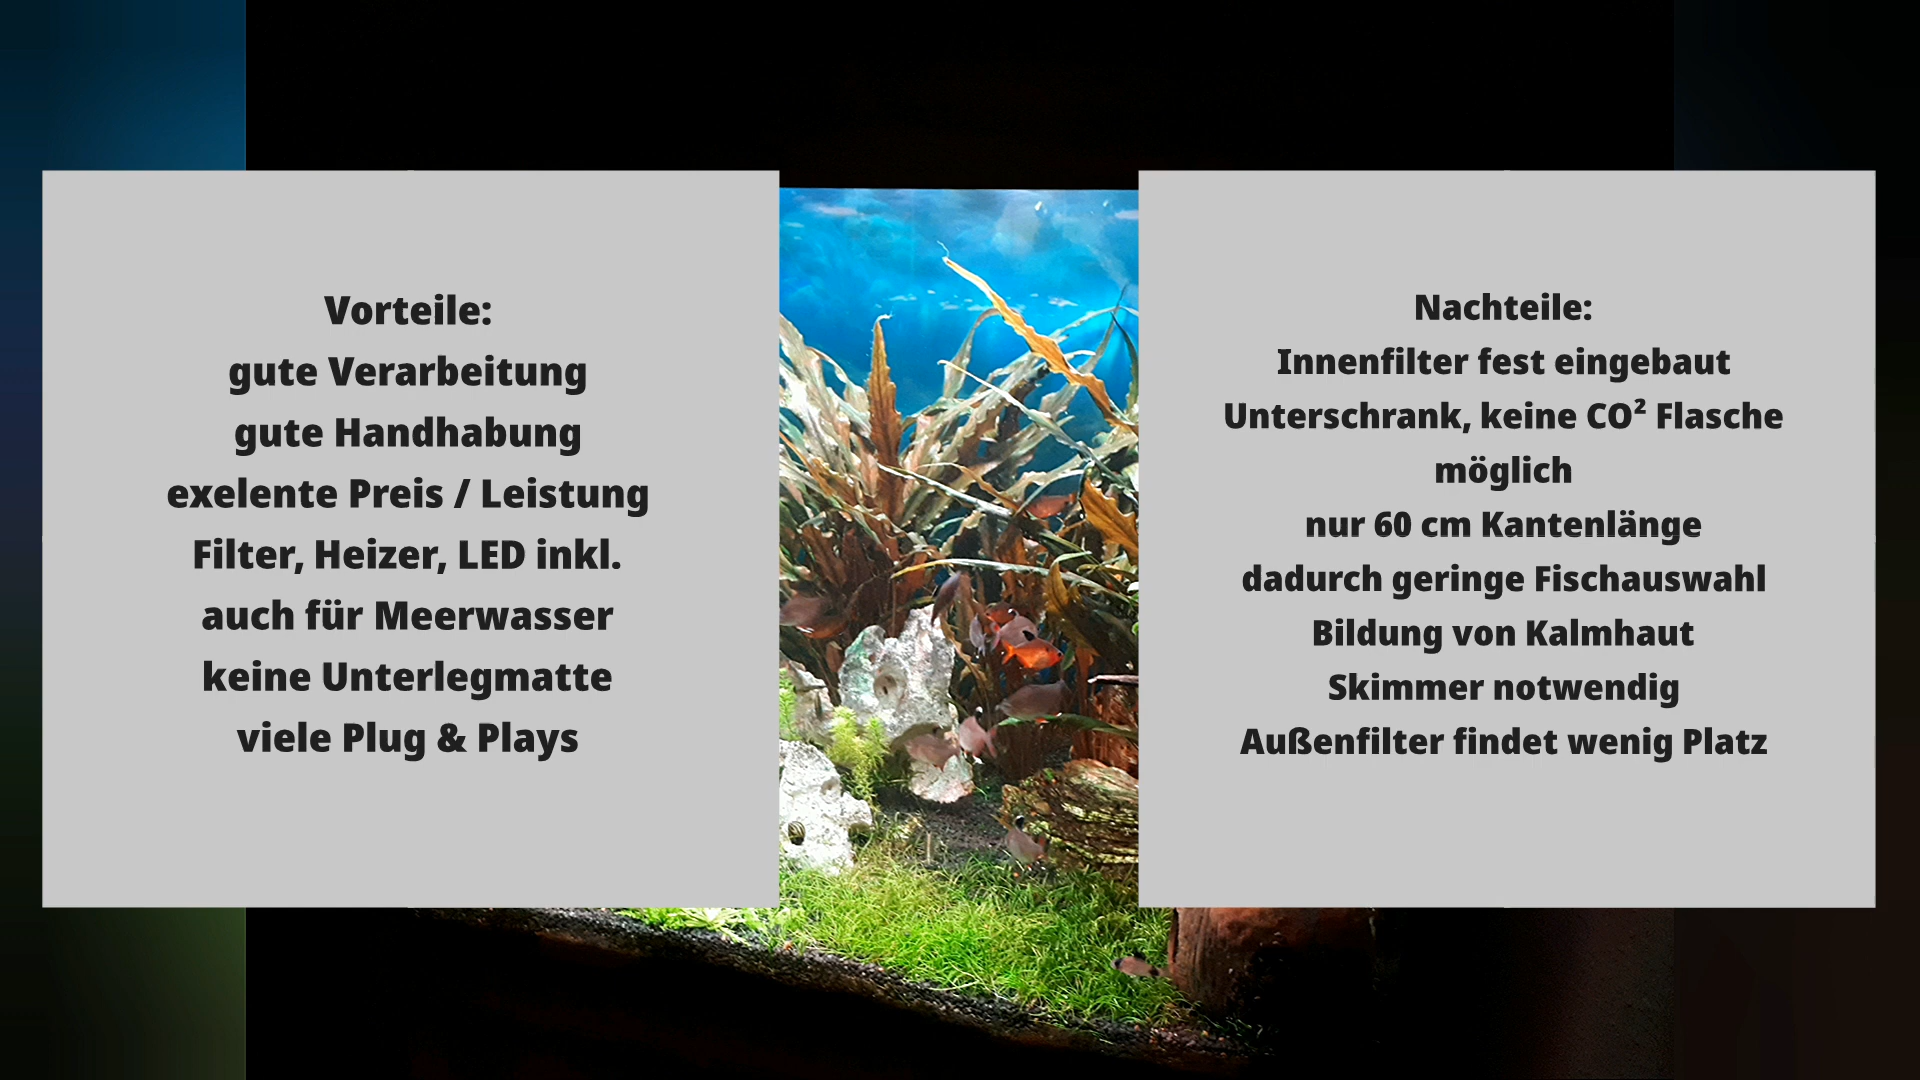 Vorteile:
gute Verarbeitung
gute Handhabung
exelente Preis / Leistung
Filter, Heizer, LED inkl.
auch für Meerwasser
keine Unterlegmatte
viele Plug & Plays
Nachteile:
Innenfilter fest eingebaut
Unterschrank, keine CO² Flasche
möglich
nur 60 cm Kantenlänge
dadurch geringe Fischauswahl
Bildung von Kalmhaut
Skimmer notwendig
Außenfilter findet wenig Platz